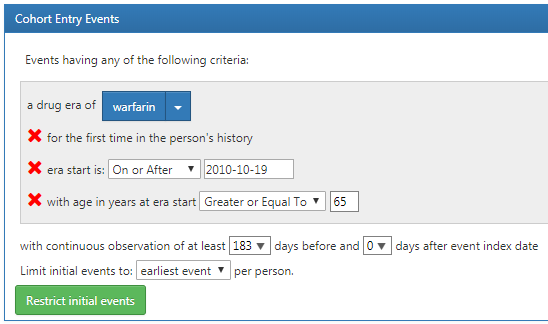 Cohort Entry Events
Events having any of the following criteria:
a drug era of warfarin
for the first time in the person's history
era start is: On or After 2010-10-19
with age in years at era start Greater or Equal To 65
with continuous observation of at least 183 days before and 0 days after event index date
Limit initial events to: earliest event per person.
Restrict initial events